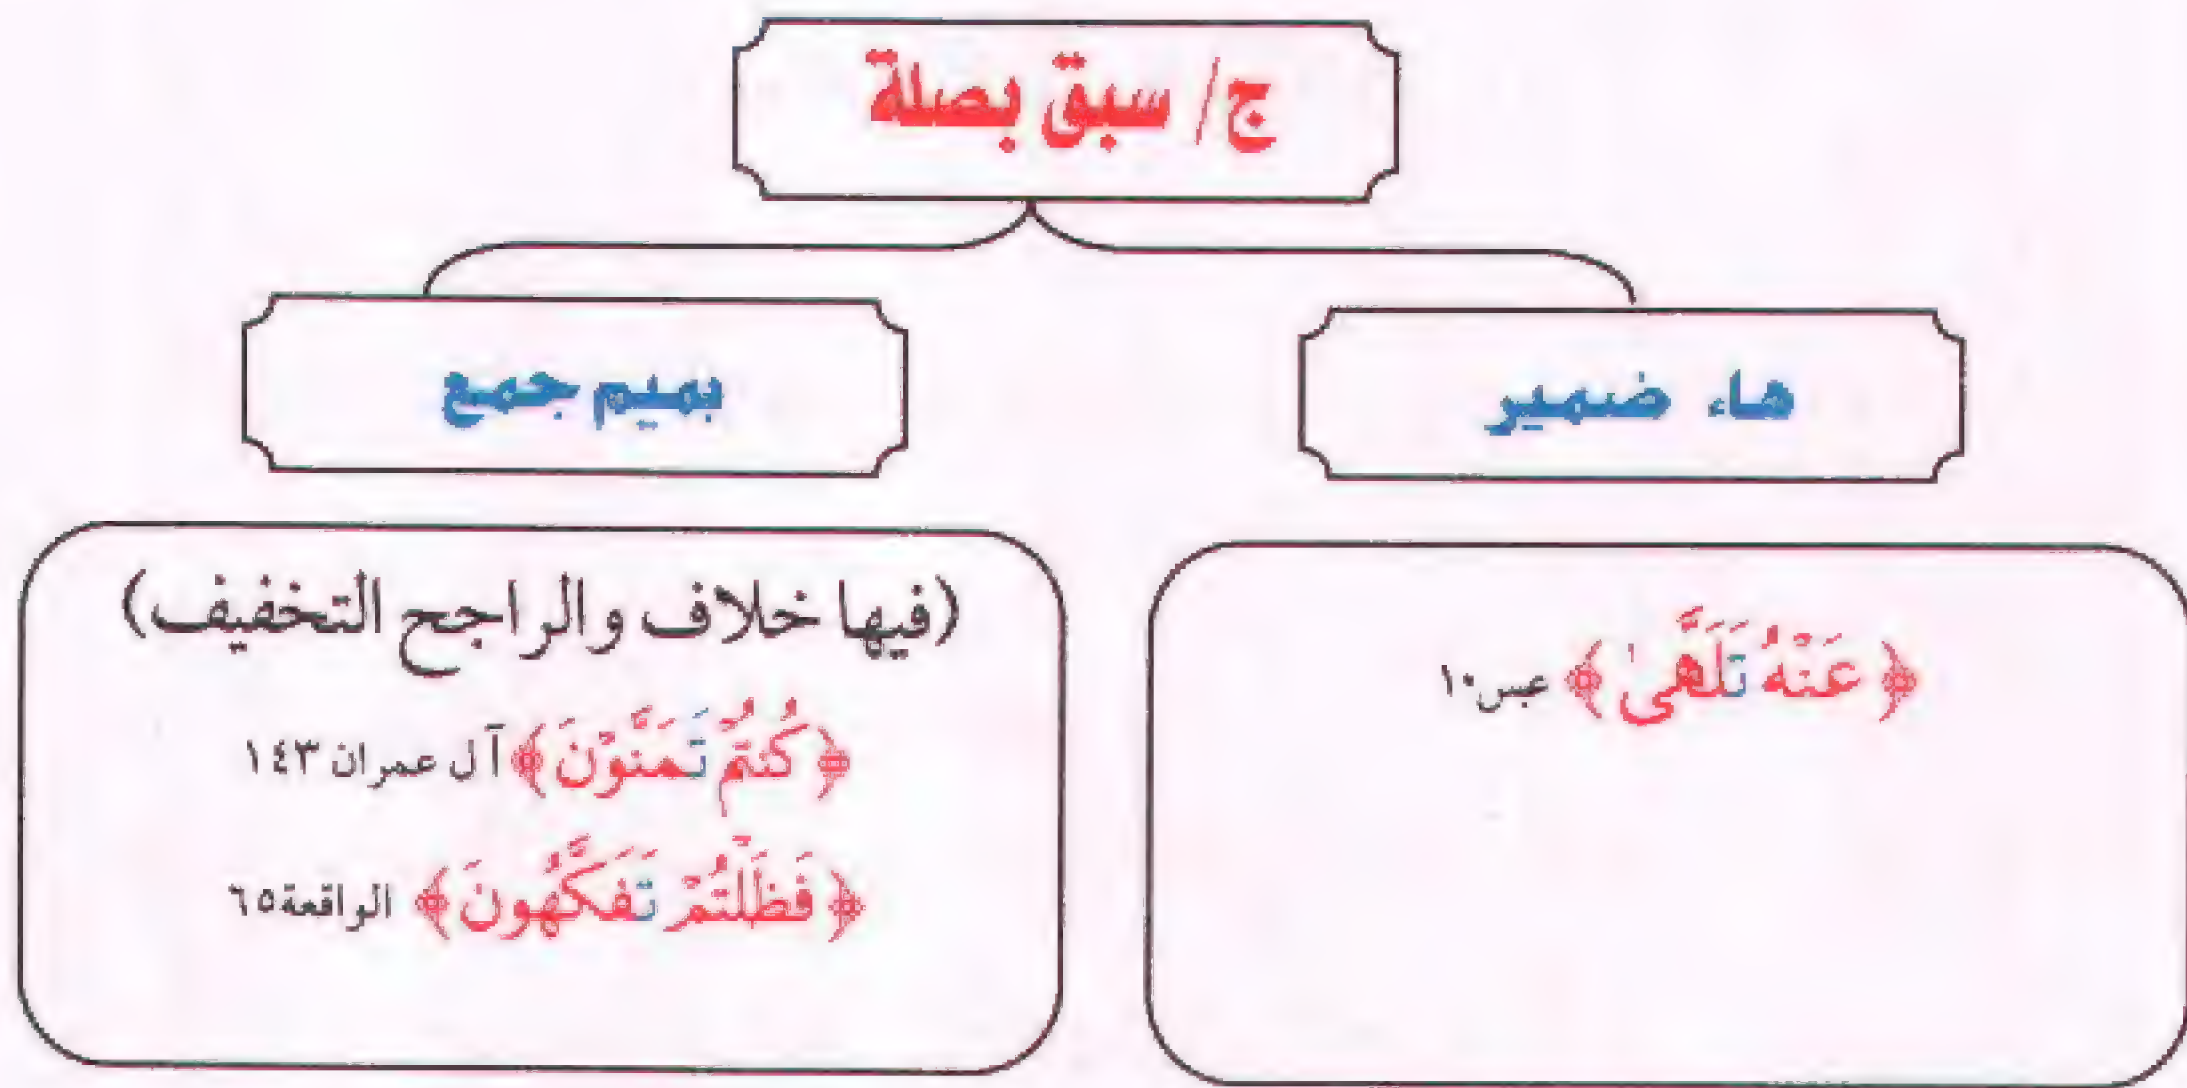 ج/ سبق بصلة
هاء ضمير
بميم جمع
﴿عَنْهُ تَلَهَّىٰ﴾ عبس١٠
(فيها خلاف والراجح التخفيف)
﴿كُنتُمْ تَمَنَّوْنَ﴾ آل عمران ١٤٣
﴿فَظَلْتُمْ تَفَكَّهُونَ﴾ الواقعة٦٥